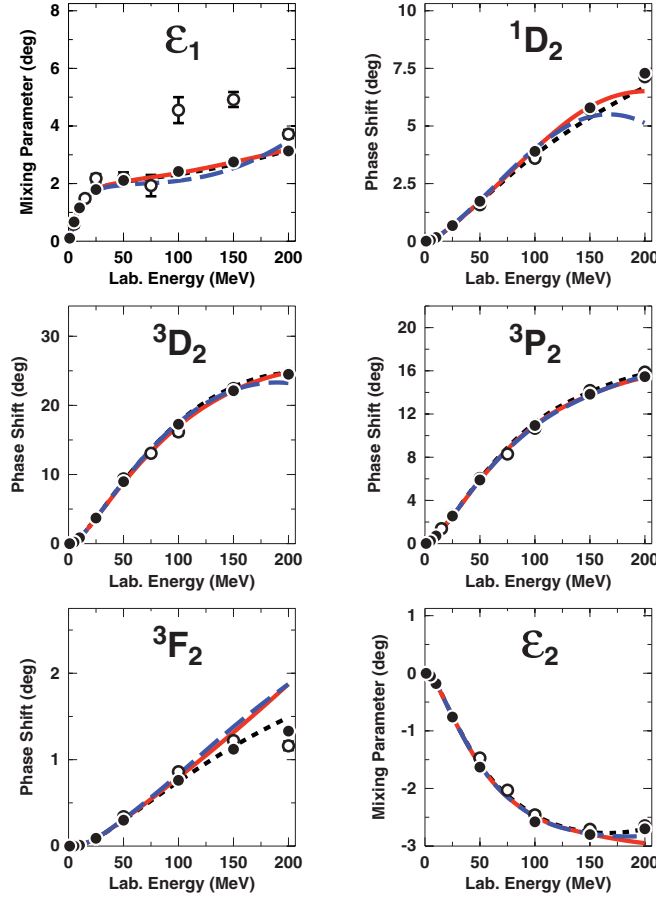 ε1
Mixing Parameter (deg)
8
6
4
2
0
0 50 100 150 200
Lab. Energy (MeV)
1D2
Phase Shift (deg)
10
7.5
5
2.5
0
0 50 100 150 200
Lab. Energy (MeV)
3D2
Phase Shift (deg)
30
20
10
0
0 50 100 150 200
Lab. Energy (MeV)
3P2
Phase Shift (deg)
20
16
12
8
4
0
0 50 100 150 200
Lab. Energy (MeV)
3F2
Phase Shift (deg)
2
1
0
0 50 100 150 200
Lab. Energy (MeV)
ε2
Mixing Parameter (deg)
1
0
-1
-2
-3
0 50 100 150 200
Lab. Energy (MeV)